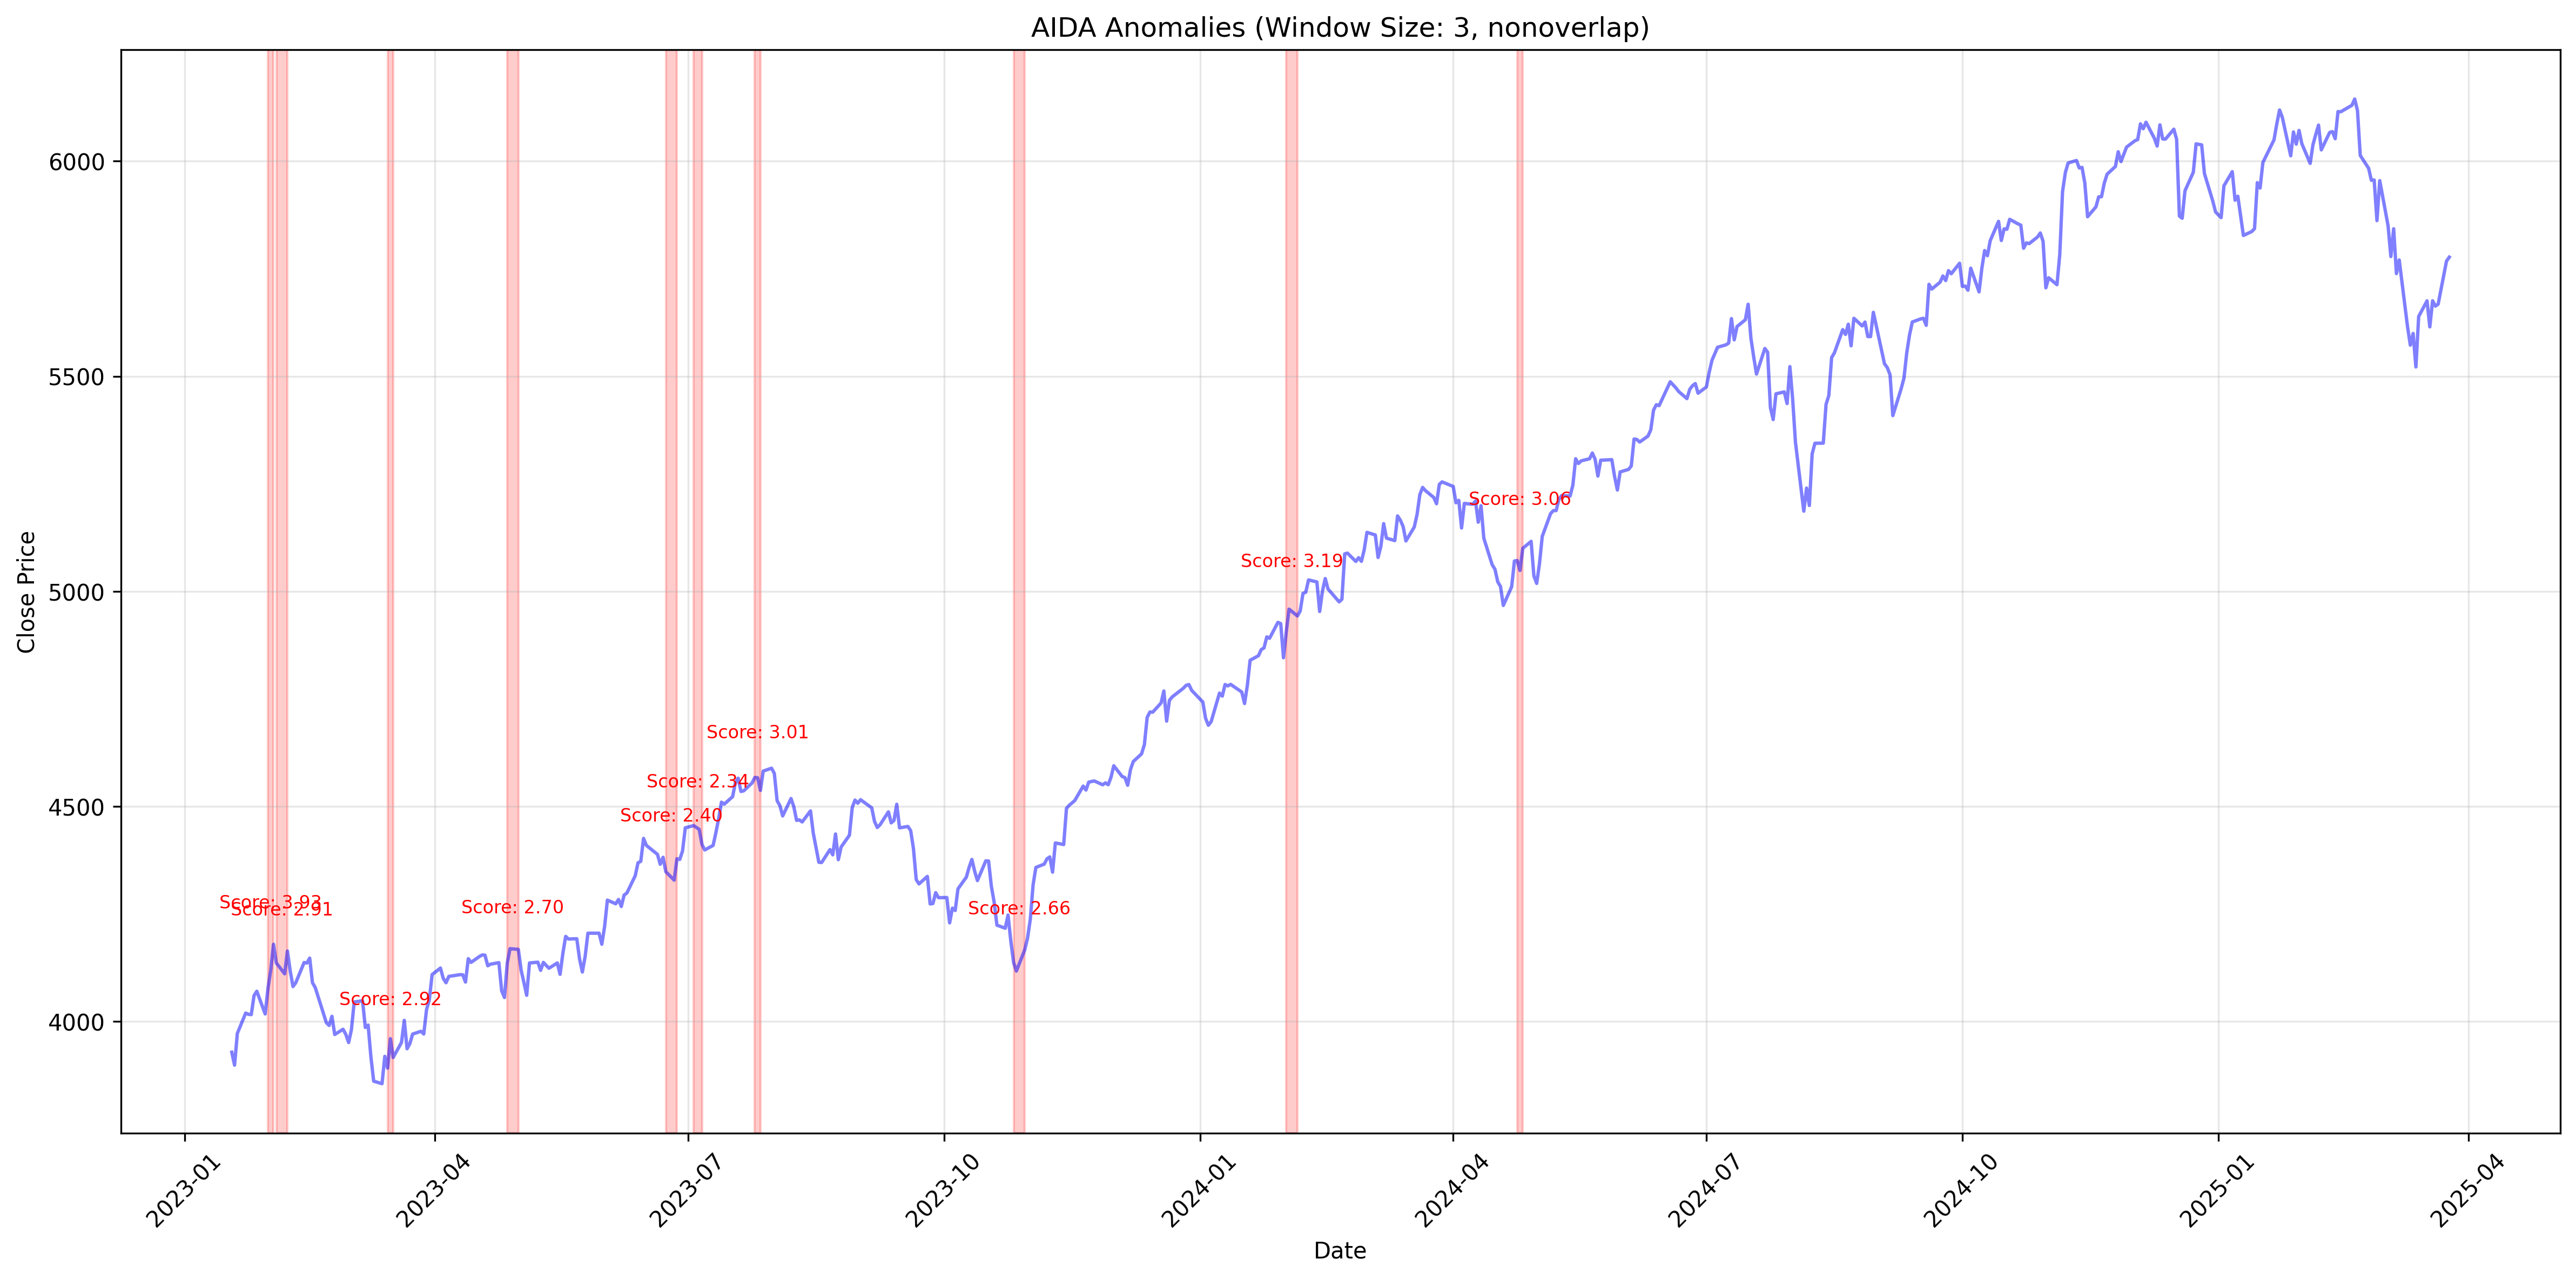 AIDA Anomalies (Window Size: 3, nonoverlap)
Close Price
6000
5500
5000
4500
4000
Score: 3.93
Score: 2.91
Score: 2.92
Score: 2.70
Score: 2.40
Score: 2.34
Score: 3.01
Score: 2.66
Score: 3.19
Score: 3.06
2023-01
2023-04
2023-07
2023-10
2024-01
2024-04
2024-07
2024-10
2025-01
2025-04
Date